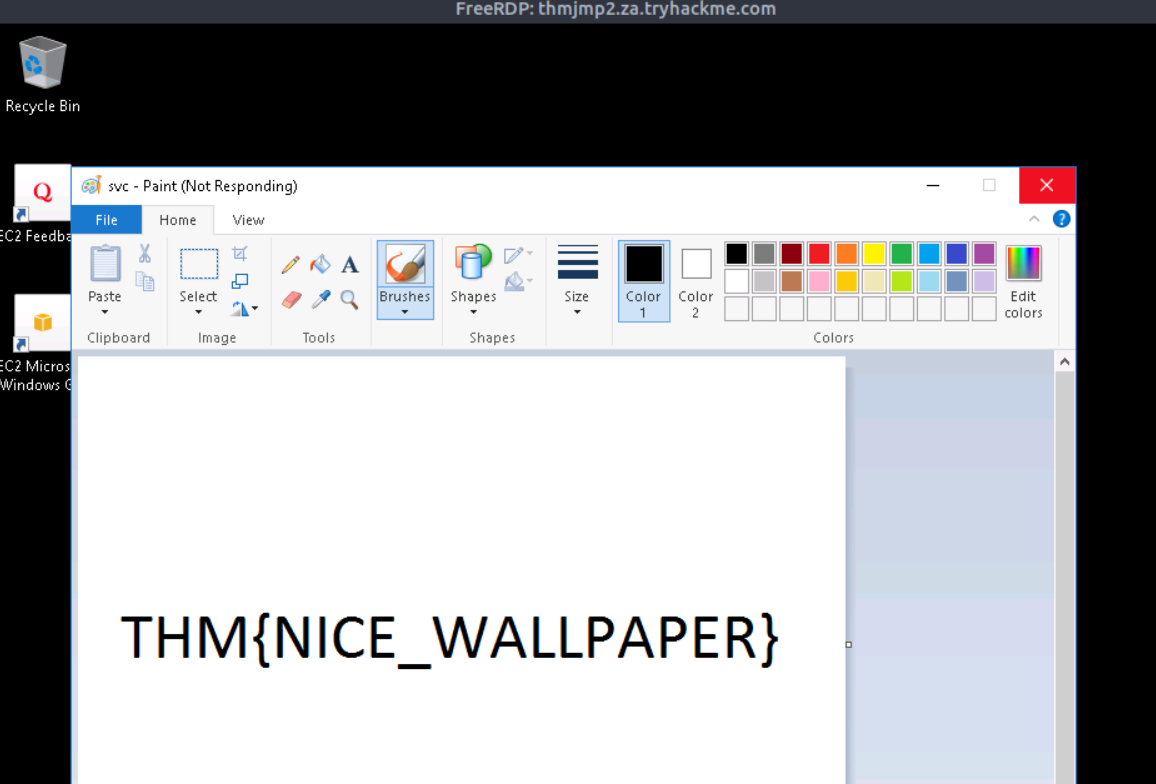 FreeRDP: thmjmp2.za.tryhackme.com
Recycle Bin
Q
EC2 Feedba
EC2 Micros
Windows G
svc - Paint (Not Responding)
File Home View
Paste
Select
Brushes
Shapes
Size
Color
1
Color
2
Edit
colors
Clipboard Image Tools Shapes Colors
A
THM{NICE_WALLPAPER}